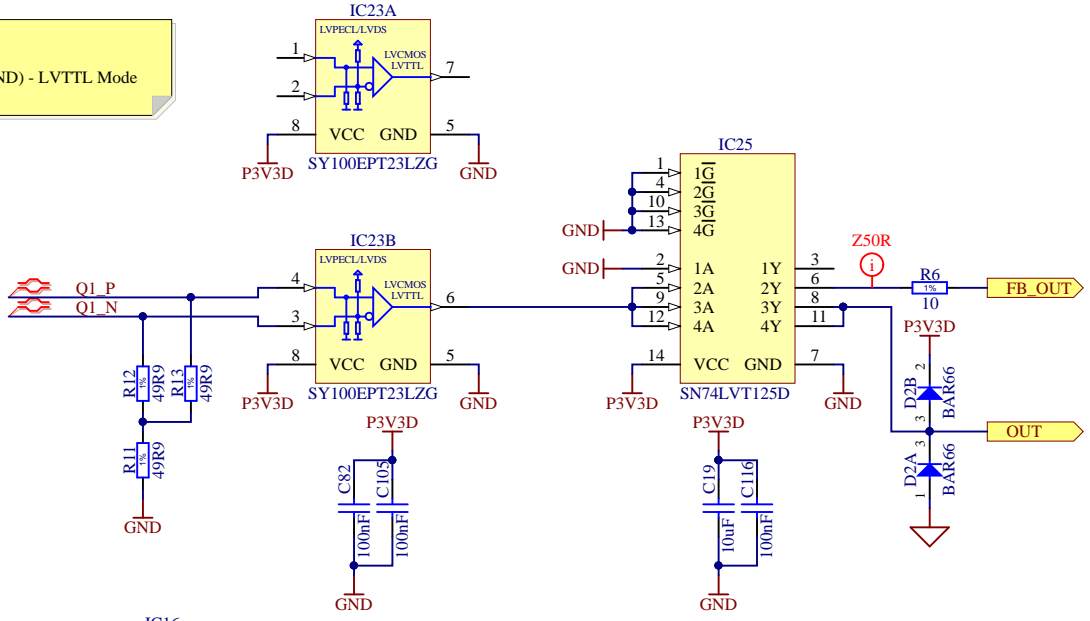 ND) - LVTTL Mode
IC23A
LVPECL/LVDS
LVCMOS
LVTTL
1
2
7
8
VCC GND
5
P3V3D
SY100EPT23LZG
GND
IC23B
LVPECL/LVDS
LVCMOS
LVTTL
Q1_P
Q1_N
4
3
6
8
VCC GND
5
P3V3D
SY100EPT23LZG
GND
R12
1%
49R9
R13
1%
49R9
R11
1%
49R9
GND
P3V3D
C82
100nF
C105
100nF
GND
IC25
1 1G
4 2G
10 3G
13 4G
GND
GND
2 1A 1Y 3
5 2A 2Y 6
9 3A 3Y 8
12 4A 4Y 11
14 VCC GND 7
P3V3D
SN74LVT125D
GND
P3V3D
C19
10uF
C116
100nF
GND
Z50R
i
R6
1%
10
FB_OUT
P3V3D
2
D2B
BAR66
3
OUT
3
D2A
BAR66
1